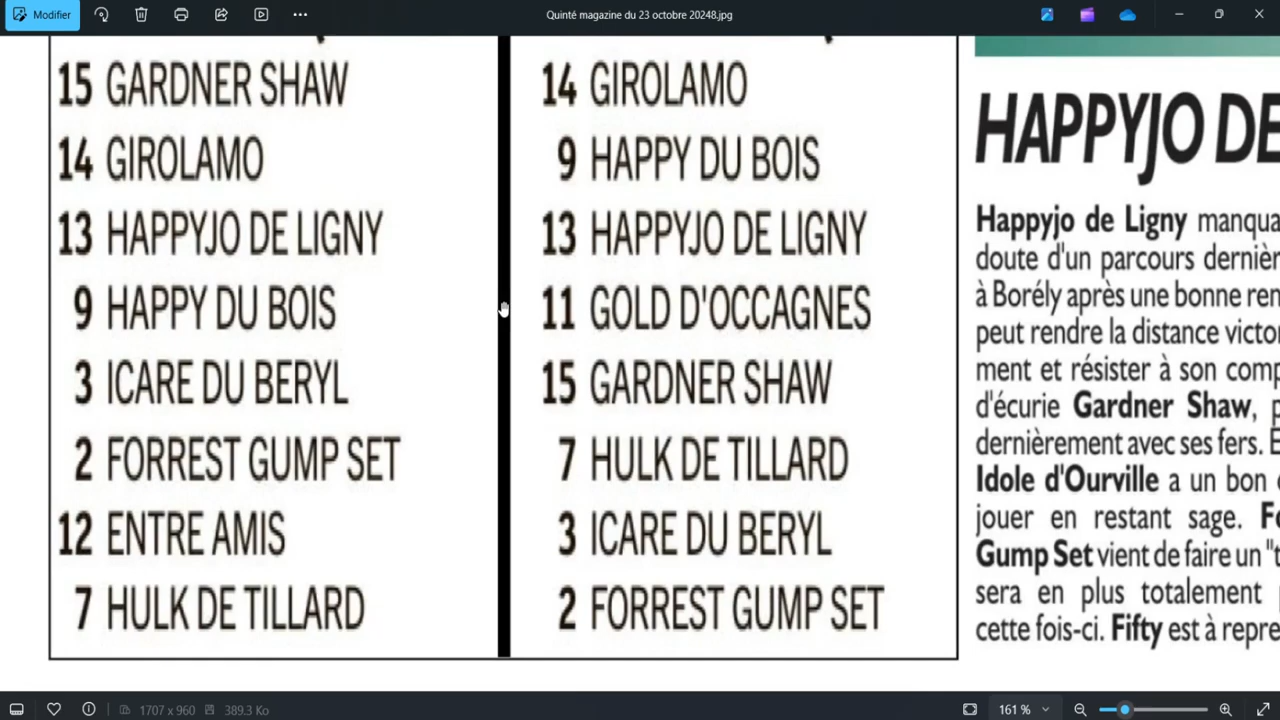 Modifier
Quinté magazine du 23 octobre 20248.jpg
15 GARDNER SHAW
14 GIROLAMO
13 HAPPYJO DE LIGNY
9 HAPPY DU BOIS
3 ICARE DU BERYL
2 FORREST GUMP SET
12 ENTRE AMIS
7 HULK DE TILLARD
14 GIROLAMO
9 HAPPY DU BOIS
13 HAPPYJO DE LIGNY
11 GOLD D'OCCAGNES
15 GARDNER SHAW
7 HULK DE TILLARD
3 ICARE DU BERYL
2 FORREST GUMP SET
HAPPYJO DE
Happyjo de Ligny manqua
doute d'un parcours dernièr
à Borély après une bonne ren
peut rendre la distance victo
ment et résister à son comp
d'écurie Gardner Shaw, p
dernièrement avec ses fers. E
Idole d'Ourville a un bon
jouer en restant sage. Fo
Gump Set vient de faire un "t
sera en plus totalement
cette fois-ci. Fifty est à repre
1707 x 960
389.3 Ko
161 %